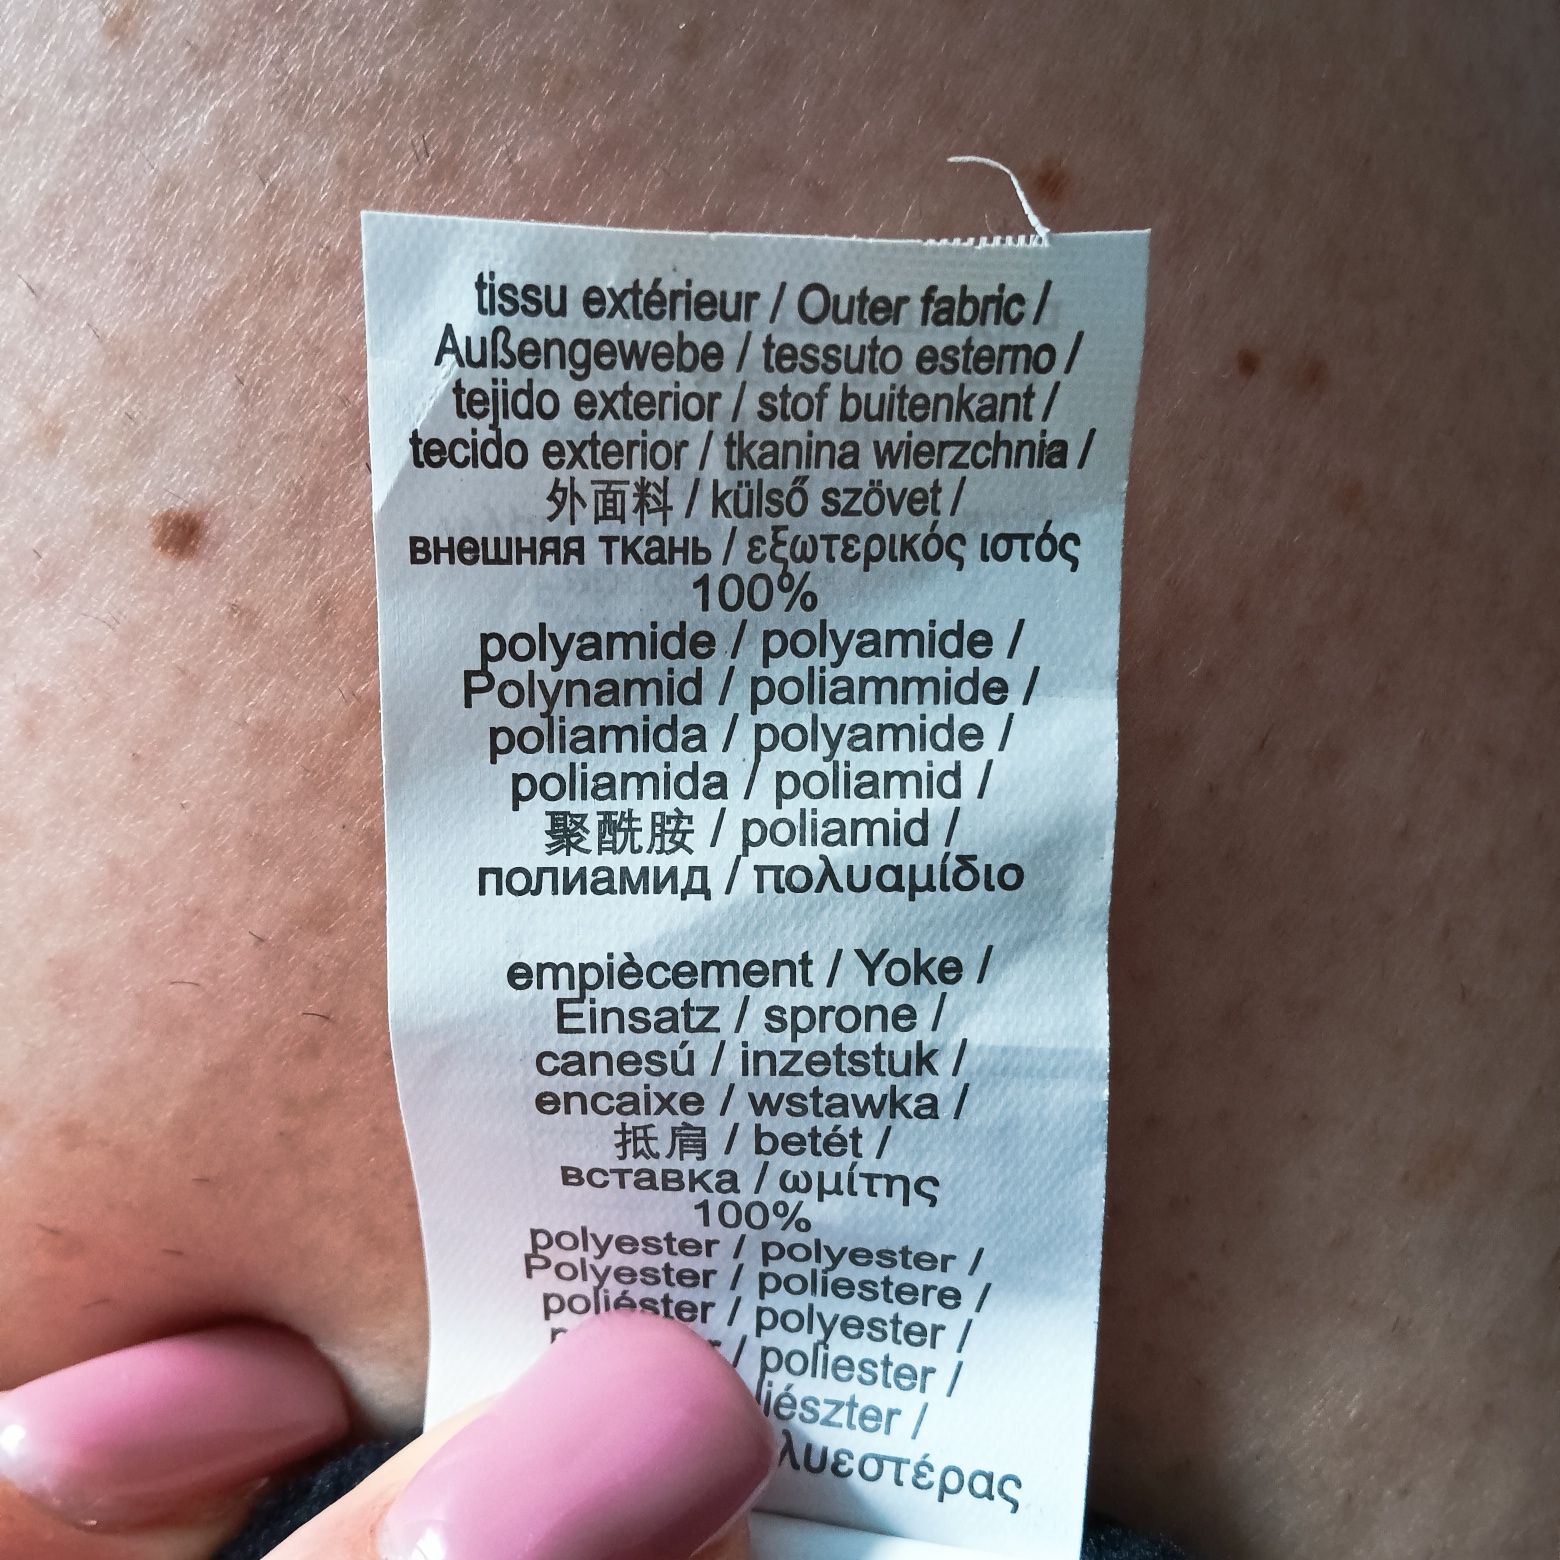 tissu extérieur / Outer fabric /
Außengewebe / tessuto esterno /
tejido exterior / stof buitenkant /
tecido exterior / tkanina wierzchnia /
外面料 / külső szövet /
внешняя ткань / εξωτερικός ιστός
100%
polyamide / polyamide /
Polynamid / poliammide /
poliamida / polyamide /
poliamida / poliamid /
聚酰胺 / poliamid /
полиамид / πολυαμίδιο
empiècement / Yoke /
Einsatz / sprone /
canesú / inzetstuk /
encaixe / wstawka /
抵肩 / betét /
вставка / ωμίτης
100%
polyester / polyester /
Polyester / poliestere /
poliéster / polyester /
/ poliester /
/